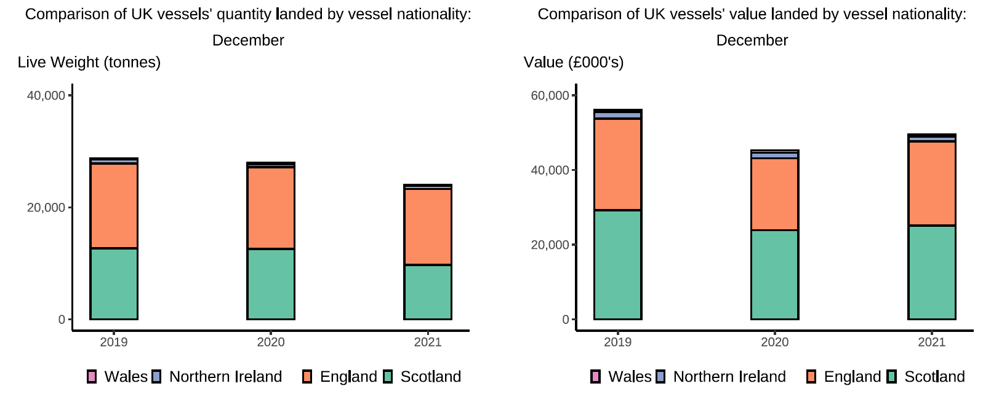 Comparison of UK vessels' quantity landed by vessel nationality:
December
Live Weight (tonnes)
40,000
20,000
0
2019 2020 2021
Wales Northern Ireland England Scotland
Comparison of UK vessels' value landed by vessel nationality:
December
Value (£000's)
60,000
40,000
20,000
0
2019 2020 2021
Wales Northern Ireland England Scotland